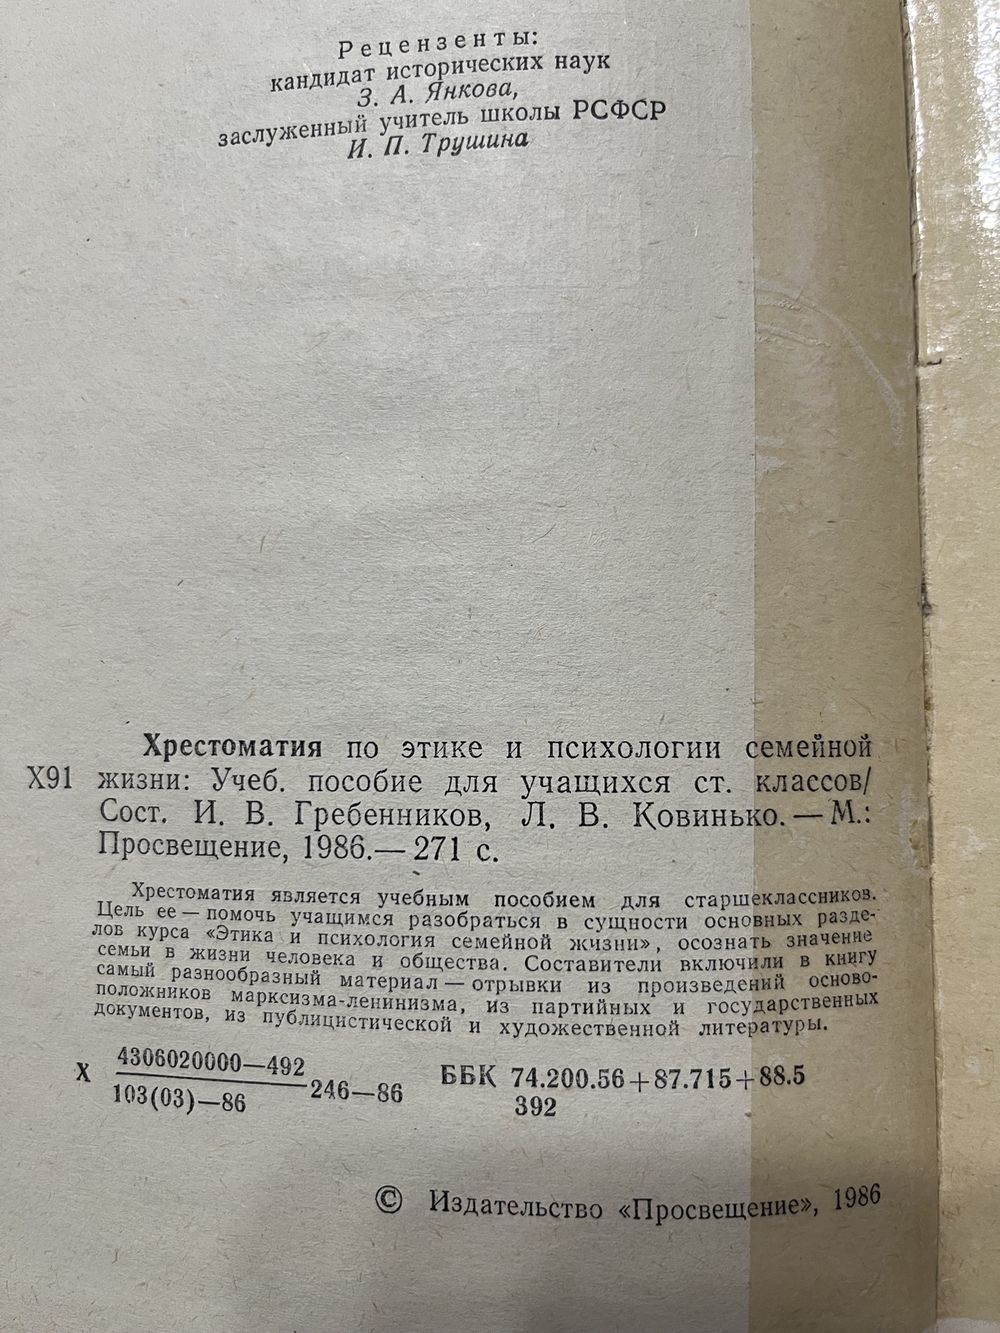 Рецензенты:
кандидат исторических наук
З. А. Янкова,
заслуженный учитель школы РСФСР
И. П. Трушина
Хрестоматия по этике и психологии семейной
Х91 жизни: Учеб. пособие для учащихся ст. классов/
Сост. И. В. Гребенников, Л. В. Ковинько. — М.:
Просвещение, 1986.— 271 с.
Хрестоматия является учебным пособием для старшеклассников.
Цель ее — помочь учащимся разобраться в сущности основных разде-
лов курса «Этика и психология семейной жизни», осознать значение
семьи в жизни человека и общества. Составители включили в книгу
самый разнообразный материал — отрывки из произведений осново-
положников марксизма-ленинизма, из партийных и государственных
документов, из публицистической и художественной литературы.
Х 4306020000—492
103(03)—86 246—86
ББК 74.200.56+87.715+88.5
392
© Издательство «Просвещение», 1986